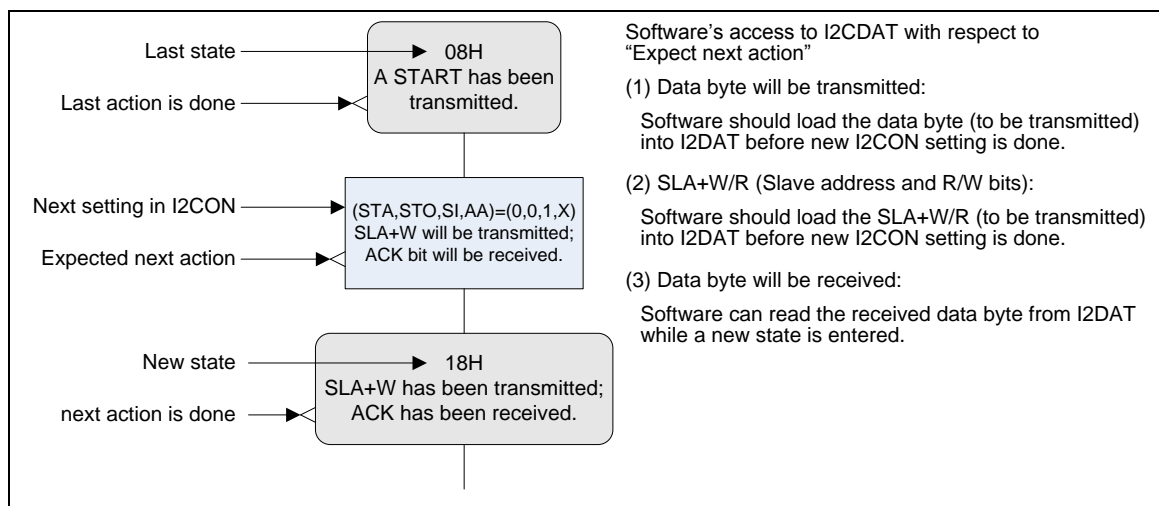 Last state
08H
A START has been
transmitted.
Last action is done
Next setting in I2CON
(STA,STO,SI,AA)=(0,0,1,X)
SLA+W will be transmitted;
ACK bit will be received.
Expected next action
New state
18H
SLA+W has been transmitted;
ACK has been received.
next action is done
Software's access to I2CDAT with respect to
“Expect next action”
(1) Data byte will be transmitted:
Software should load the data byte (to be transmitted)
into I2DAT before new I2CON setting is done.
(2) SLA+W/R (Slave address and R/W bits):
Software should load the SLA+W/R (to be transmitted)
into I2DAT before new I2CON setting is done.
(3) Data byte will be received:
Software can read the received data byte from I2DAT
while a new state is entered.